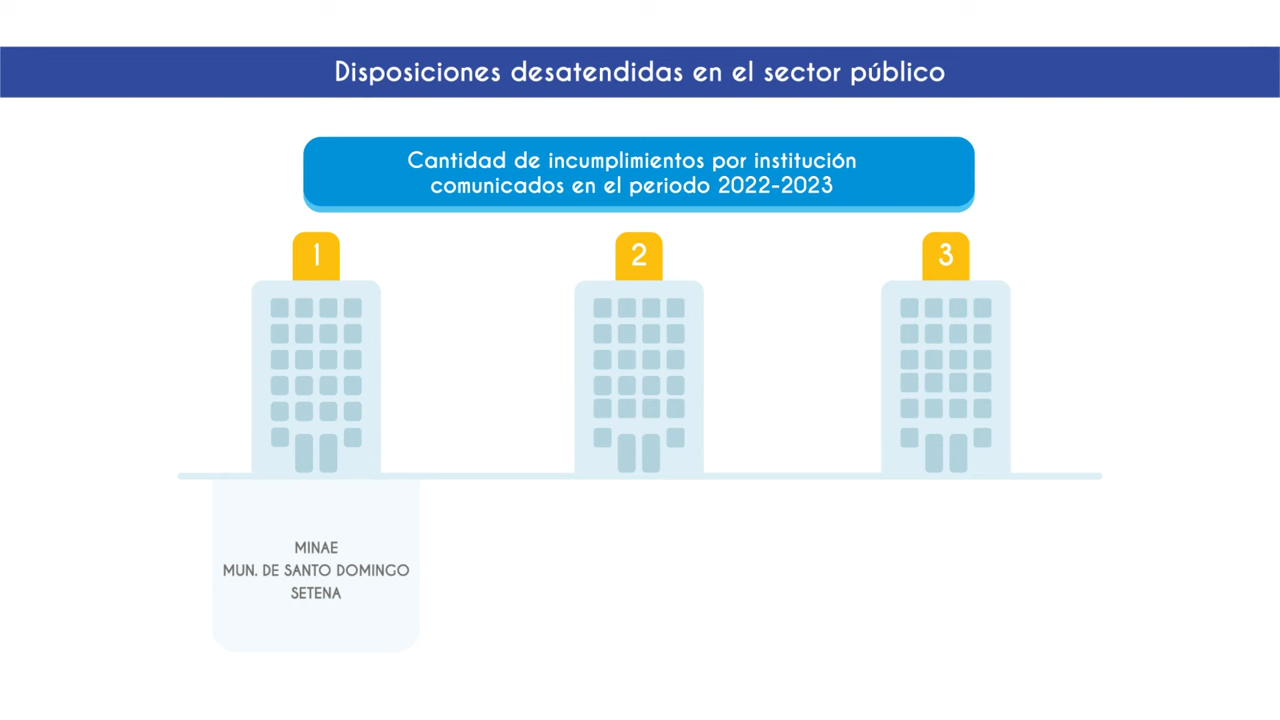 Disposiciones desatendidas en el sector público
Cantidad de incumplimientos por institución
comunicados en el periodo 2022-2023
1
2
3
MINAE
MUN. DE SANTO DOMINGO
SETENA